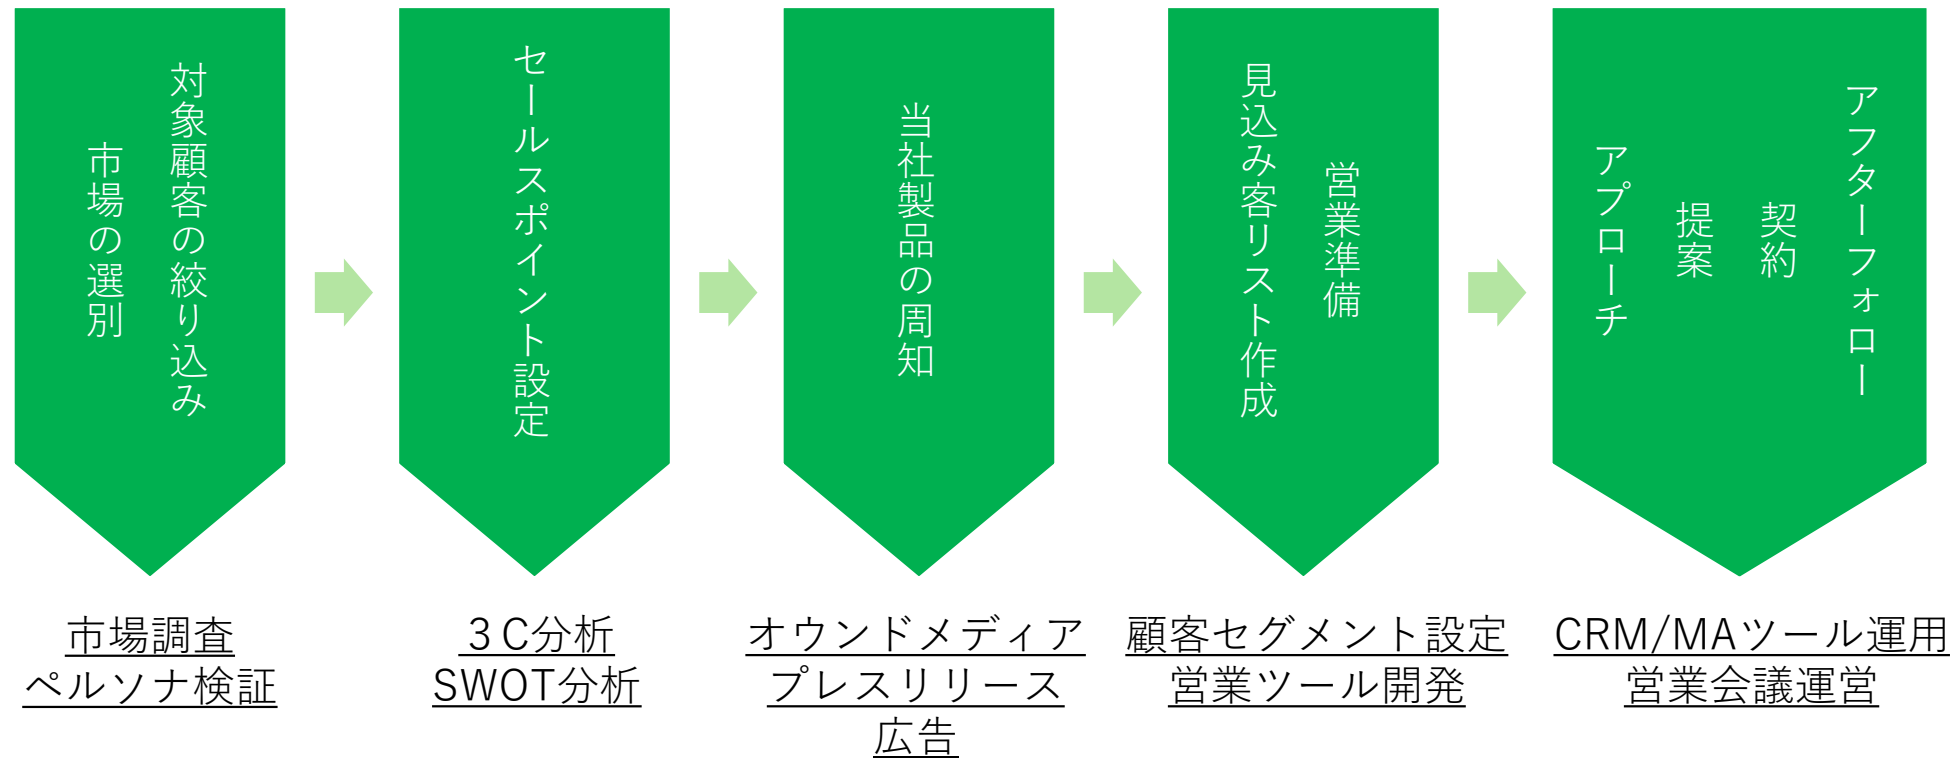 市場の選別
対象顧客の絞り込み
セールスポイント設定
当社製品の周知
見込み客リスト作成
営業準備
アプローチ
提案
契約
アフターフォロー
市場調査
ペルソナ検証
３C分析
SWOT分析
オウンドメディア
プレスリリース
広告
顧客セグメント設定
営業ツール開発
CRM/MAツール運用
営業会議運営